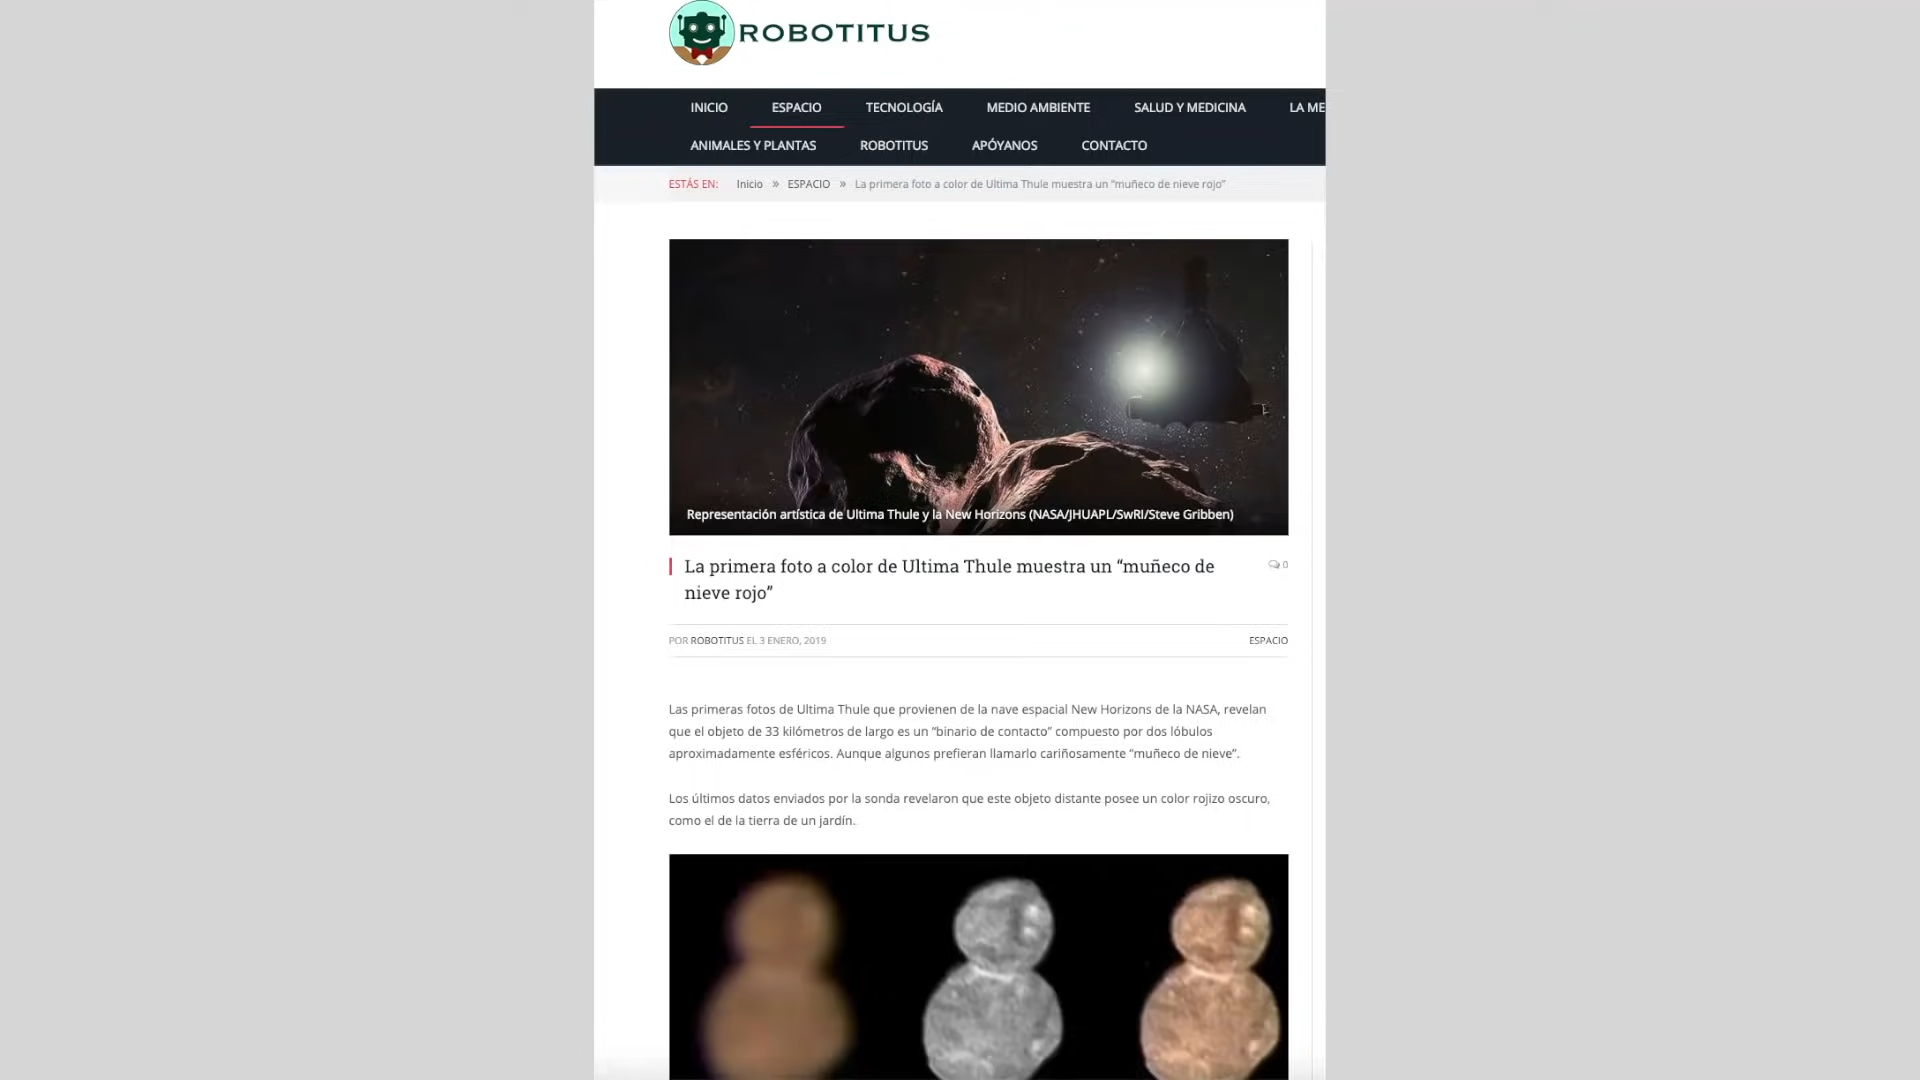 ROBOTITUS
INICIO ESPACIO TECNOLOGÍA MEDIO AMBIENTE SALUD Y MEDICINA LA ME
ANIMALES Y PLANTAS ROBOTITUS APÓYANOS CONTACTO
ESTÁS EN: Inicio » ESPACIO » La primera foto a color de Ultima Thule muestra un “muñeco de nieve rojo”
Representación artística de Ultima Thule y la New Horizons (NASA/JHUAPL/SwRI/Steve Gribben)
La primera foto a color de Ultima Thule muestra un “muñeco de
nieve rojo”
0
POR ROBOTITUS EL 3 ENERO, 2019
ESPACIO
Las primeras fotos de Ultima Thule que provienen de la nave espacial New Horizons de la NASA, revelan
que el objeto de 33 kilómetros de largo es un “binario de contacto” compuesto por dos lóbulos
aproximadamente esféricos. Aunque algunos prefieran llamarlo cariñosamente “muñeco de nieve”.
Los últimos datos enviados por la sonda revelaron que este objeto distante posee un color rojizo oscuro,
como el de la tierra de un jardín.